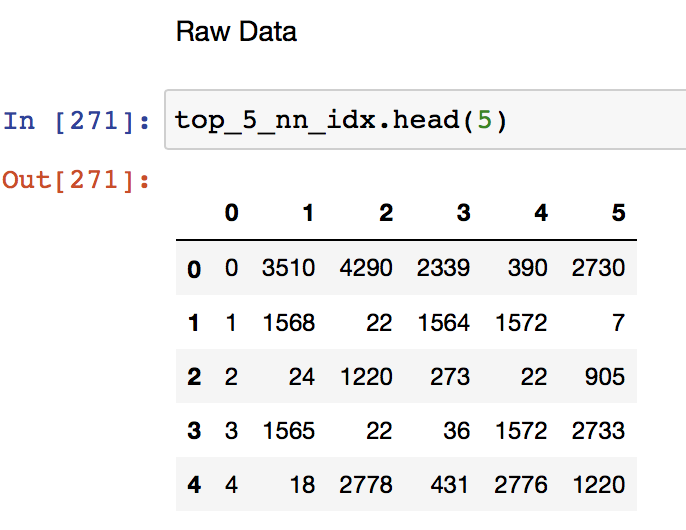 Raw Data
In [271]: top_5_nn_idx.head(5)
Out[271]:
0 1 2 3 4 5
0 0 3510 4290 2339 390 2730
1 1 1568 22 1564 1572 7
2 2 24 1220 273 22 905
3 3 1565 22 36 1572 2733
4 4 18 2778 431 2776 1220